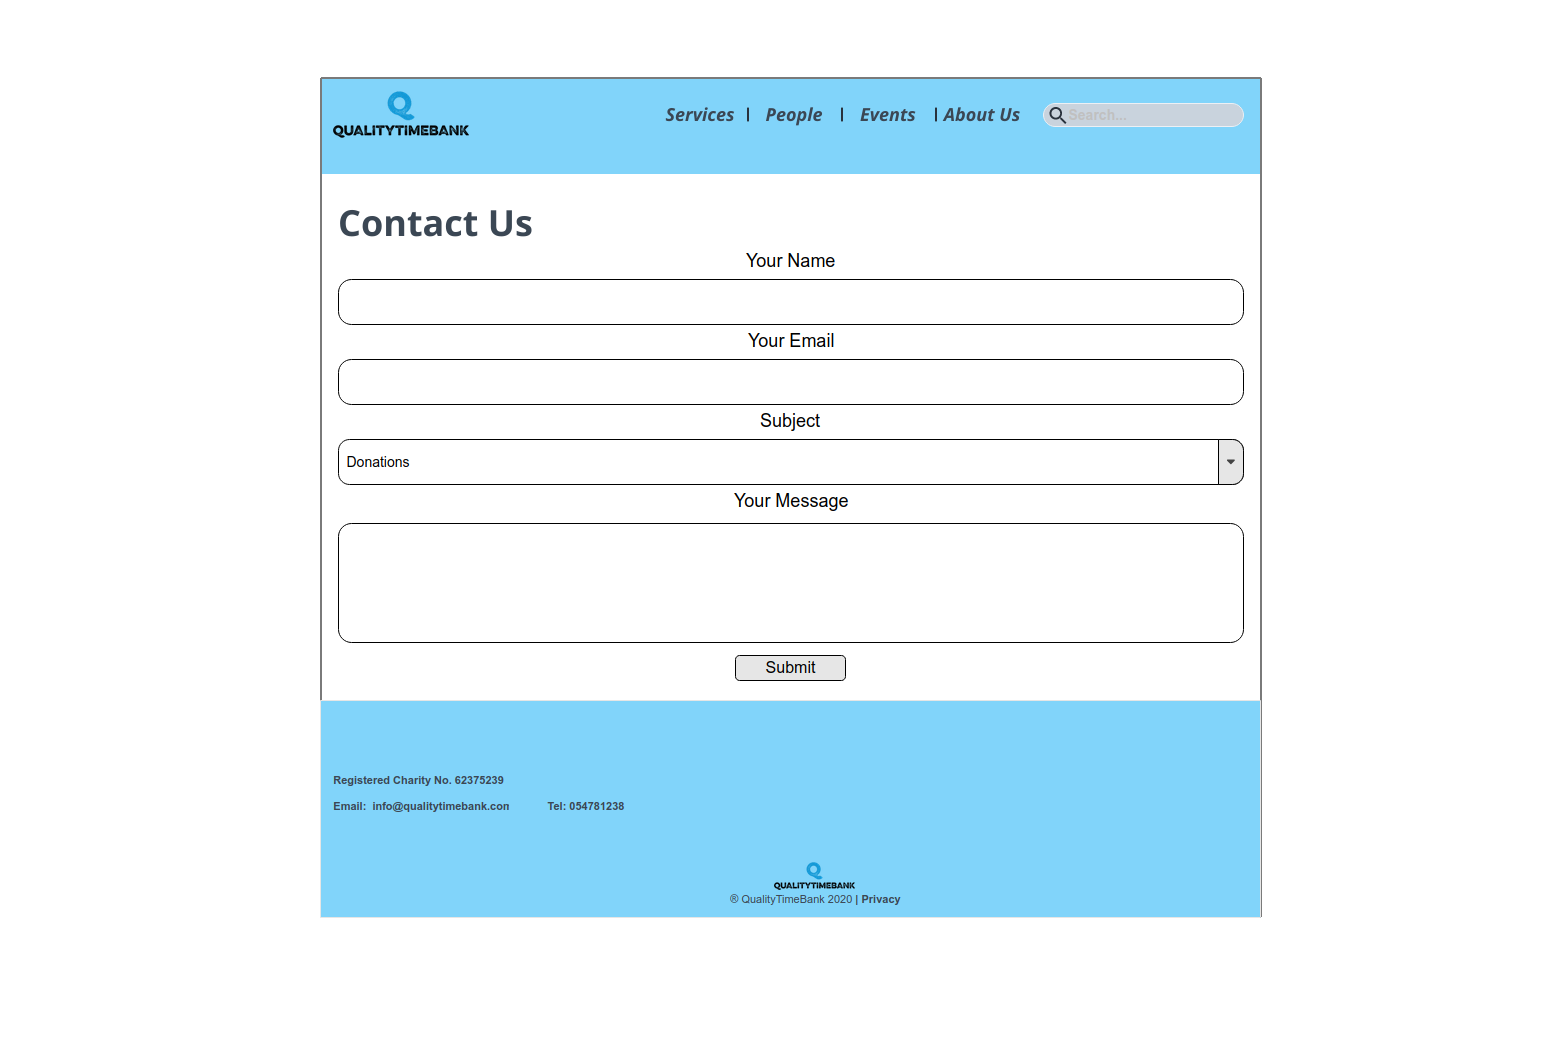 QUALITYTIMEBANK
Services | People | Events | About Us Search...
Contact Us
Your Name
Your Email
Subject
Donations
Your Message
Submit
Registered Charity No. 62375239
Email: info@qualitytimebank.con Tel: 054781238
QUALITYTIMEBANK
® QualityTimeBank 2020 | Privacy